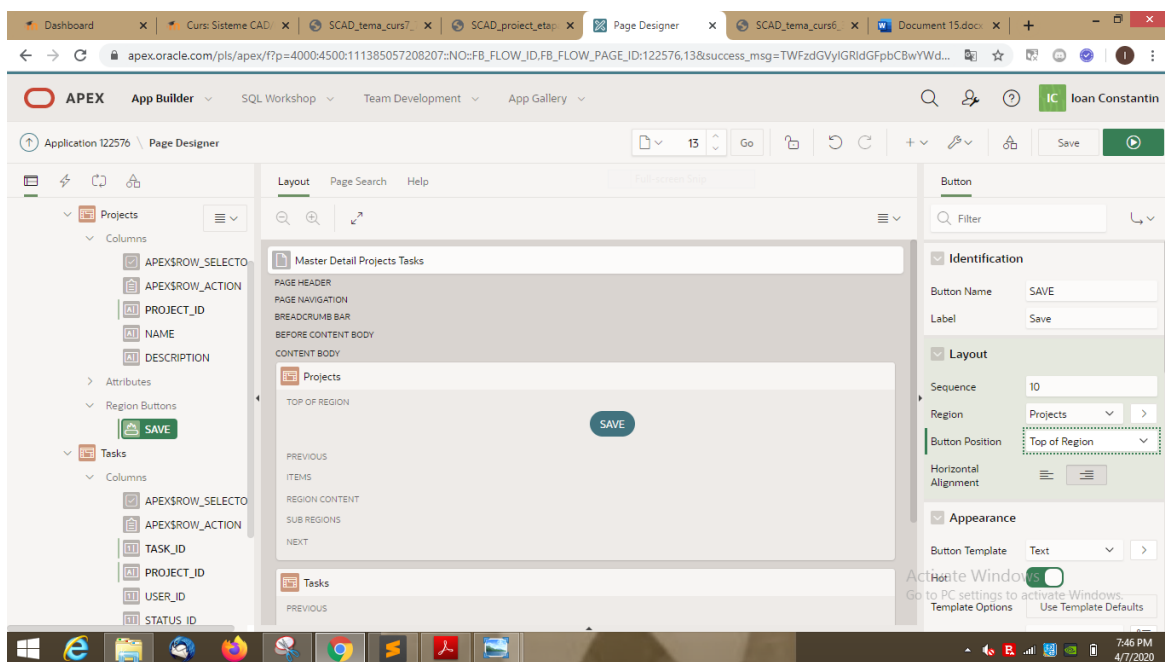 Dashboard
Curs: Sisteme CAD
SCAD_tema_curs7_
SCAD_proiect_etap
Page Designer
SCAD_tema_curs6_
Document 15.docx
apex.oracle.com/pls/apex/f?p=4000:4500:111385057208207::NO::FB_FLOW_ID,FB_FLOW_PAGE_ID:122576,13&success_msg=TWFzdGVyIGRldGFpbCBwYWd...
I
APEX App Builder SQL Workshop Team Development App Gallery
IC Ioan Constantin
Application 122576 \ Page Designer
13 Go Save
Layout Page Search Help
Button
Projects
Columns
APEX$ROW_SELECTO
APEX$ROW_ACTION
PROJECT_ID
NAME
DESCRIPTION
Attributes
Region Buttons
SAVE
Tasks
Columns
APEX$ROW_SELECTO
APEX$ROW_ACTION
TASK_ID
PROJECT_ID
USER_ID
STATUS_ID
Master Detail Projects Tasks
PAGE HEADER
PAGE NAVIGATION
BREADCRUMB BAR
BEFORE CONTENT BODY
CONTENT BODY
Projects
TOP OF REGION
SAVE
PREVIOUS
ITEMS
REGION CONTENT
SUB REGIONS
NEXT
Tasks
PREVIOUS
Filter
Identification
Button Name SAVE
Label Save
Layout
Sequence 10
Region Projects
Button Position Top of Region
Horizontal
Alignment
Appearance
Button Template Text
Hot
Activate Windows
Go to PC settings to activate Windows.
Template Options Use Template Defaults
7:46 PM
4/7/2020